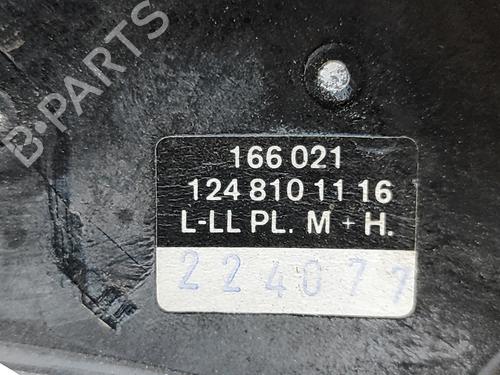 B-PARTS
166 021
124 810 11 16
L-LL PL. M + H.
224077